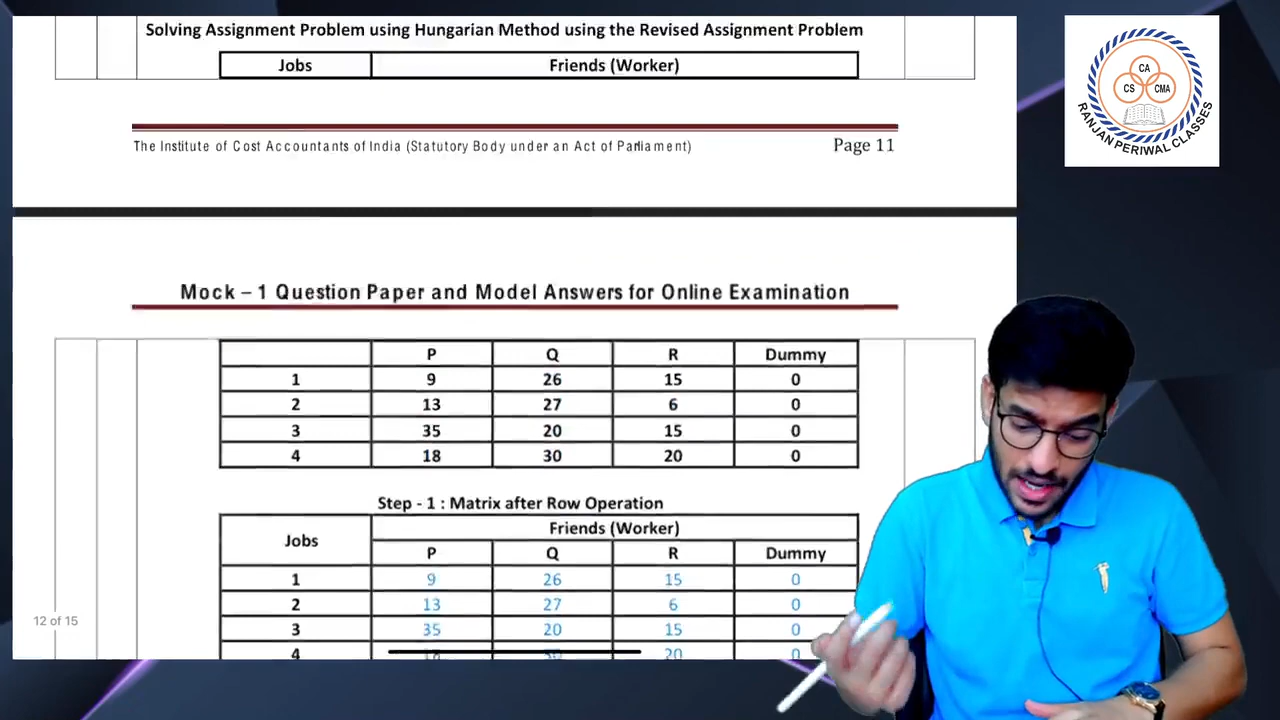 Solving Assignment Problem using Hungarian Method using the Revised Assignment Problem
Jobs Friends (Worker)
The Institute of Cost Accountants of India (Statutory Body under an Act of Parliament) Page 11
Mock – 1 Question Paper and Model Answers for Online Examination
P Q R Dummy
1 9 26 15 0
2 13 27 6 0
3 35 20 15 0
4 18 30 20 0
Step - 1 : Matrix after Row Operation
Jobs Friends (Worker)
P Q R Dummy
1 9 26 15 0
2 13 27 6 0
3 35 20 15 0
4 20 0
12 of 15
CA
CS CMA
RANJAN PERIWAL CLASSES